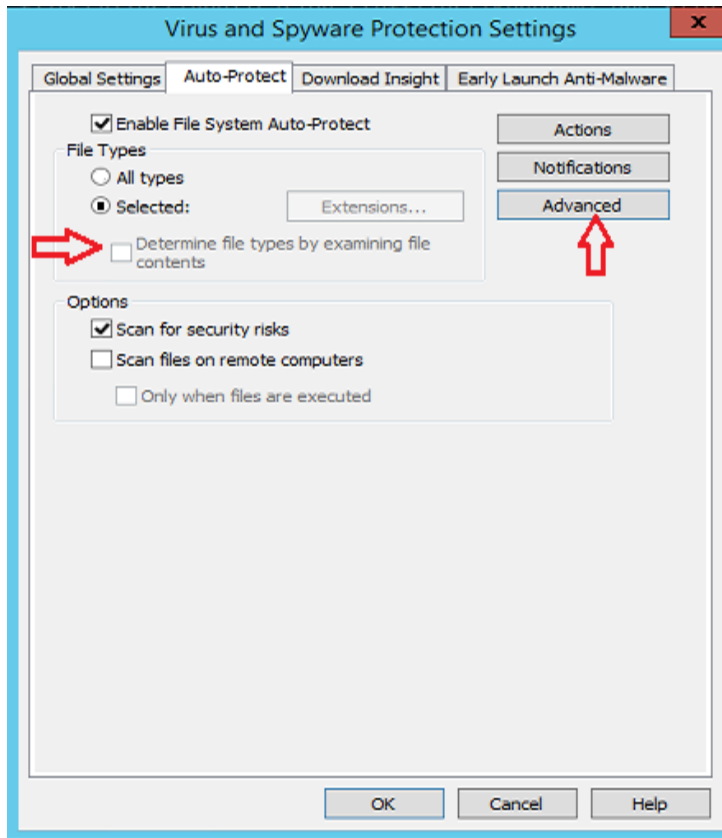 Virus and Spyware Protection Settings
x
Global Settings Auto-Protect Download Insight Early Launch Anti-Malware
Enable File System Auto-Protect
Actions
File Types
Notifications
All types
Selected: Extensions...
Advanced
Determine file types by examining file
contents
Options
Scan for security risks
Scan files on remote computers
Only when files are executed
OK Cancel Help